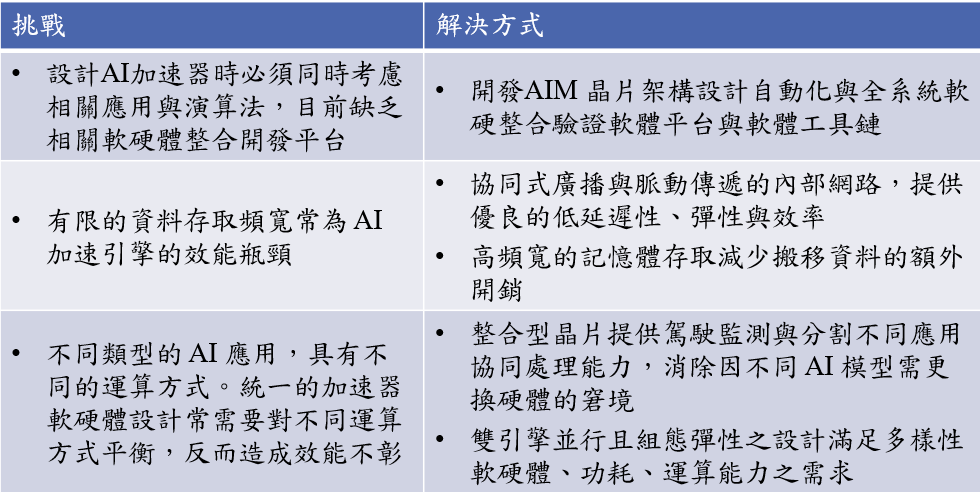 挑戰
解決方式
• 設計AI加速器時必須同時考慮
相關應用與演算法，目前缺乏
相關軟硬體整合開發平台
• 開發AIM 晶片架構設計自動化與全系統軟
硬整合驗證軟體平台與軟體工具鏈
• 有限的資料存取頻寬常為 AI
加速引擎的效能瓶頸
• 協同式廣播與脈動傳遞的內部網路，提供
優良的低延遲性、彈性與效率
• 高頻寬的記憶體存取減少搬移資料的額外
開銷
• 不同類型的 AI 應用，具有不
同的運算方式。統一的加速器
軟硬體設計常需要對不同運算
方式平衡，反而造成效能不彰
• 整合型晶片提供駕駛監測與分割不同應用
協同處理能力，消除因不同 AI 模型需更
換硬體的窘境
• 雙引擎並行且組態彈性之設計滿足多樣性
軟硬體、功耗、運算能力之需求